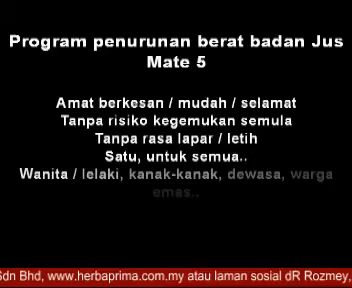 Program penurunan berat badan Jus
Mate 5
Amat berkesan / mudah / selamat
Tanpa risiko kegemukan semula
Tanpa rasa lapar / letih
Satu, untuk semua..
Wanita / lelaki, kanak-kanak, dewasa, warga
emas..
Sdn Bhd, www.herbaprima.com.my atau laman sosial dR Rozmey,